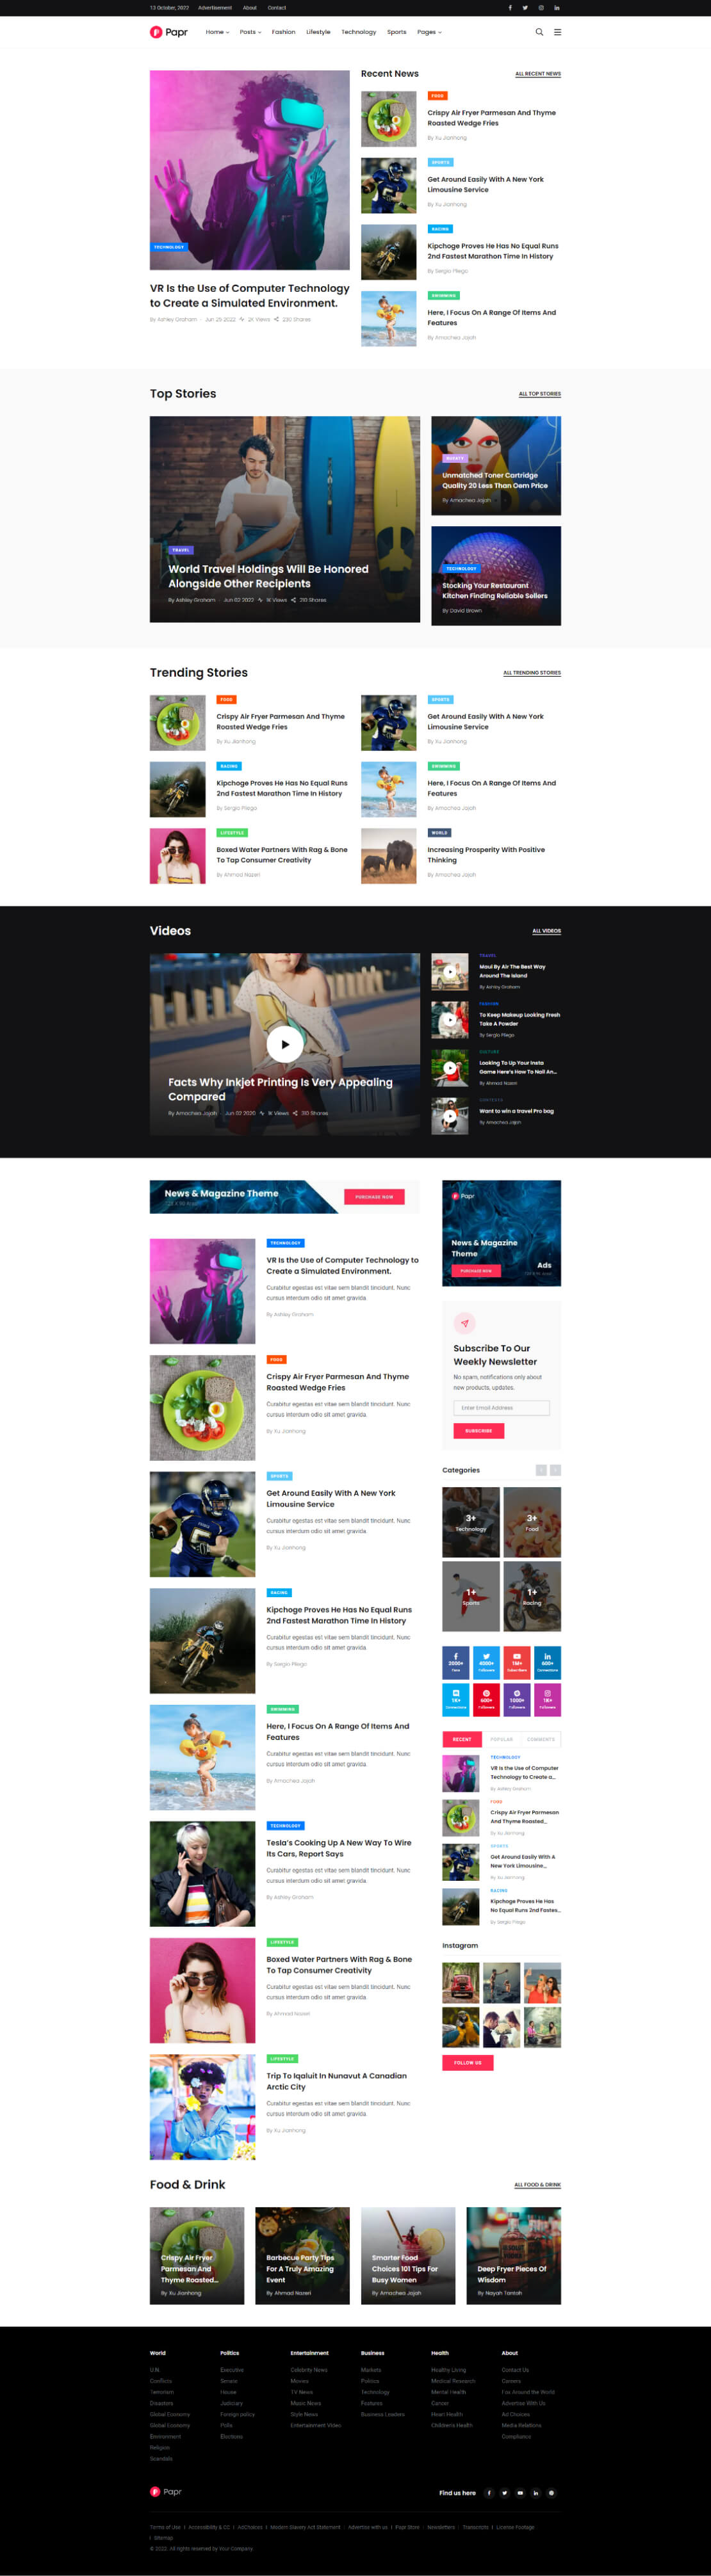 13 October, 2022 Advertisement About Contact
Papr Home Posts Fashion Lifestyle Technology Sports Pages
TECHNOLOGY
VR Is the Use of Computer Technology
to Create a Simulated Environment.
By Ashley Graham Jun 29 2022 2K Views 230 Shares
Recent News ALL RECENT NEWS
FOOD
Crispy Air Fryer Parmesan And Thyme
Roasted Wedge Fries
By Xu Jianhong
SPORTS
Get Around Easily With A New York
Limousine Service
By Xu Jianhong
RACING
Kipchoge Proves He Has No Equal Runs
2nd Fastest Marathon Time In History
By Sergio Pliego
SWIMMING
Here, I Focus On A Range Of Items And
Features
By Amachea Jajah
Top Stories ALL TOP STORIES
TRAVEL
World Travel Holdings Will Be Honored
Alongside Other Recipients
By Ashley Graham Jun 02 2022 1K Views 210 Shares
BEAUTY
Unmatched Toner Cartridge
Quality 20 Less Than Oem Price
By Amachea Jajah
TECHNOLOGY
Stocking Your Restaurant
Kitchen Finding Reliable Sellers
By David Brown
Trending Stories ALL TRENDING STORIES
FOOD
Crispy Air Fryer Parmesan And Thyme
Roasted Wedge Fries
By Xu Jianhong
SPORTS
Get Around Easily With A New York
Limousine Service
By Xu Jianhong
RACING
Kipchoge Proves He Has No Equal Runs
2nd Fastest Marathon Time In History
By Sergio Pliego
SWIMMING
Here, I Focus On A Range Of Items And
Features
By Amachea Jajah
LIFESTYLE
Boxed Water Partners With Rag & Bone
To Top Consumer Creativity
By Ahmad Nazeri
WORLD
Increasing Prosperity With Positive
Thinking
By Amachea Jajah
Videos ALL VIDEOS
Facts Why Inkjet Printing Is Very Appealing
Compared
By Amachea Jajah Jun 02 2020 1K Views 310 Shares
TRAVEL
Maui By Air The Best Way
Around The Island
By Ashley Graham
FASHION
To Keep Makeup Looking Fresh
Take A Powder
By Sergio Pliego
CULTURE
Looking To Up Your Insta
Game Here's How To Nail An...
By Ahmad Nazeri
Want to win a travel Pro bag
By Amachea Jajah
News & Magazine Theme
PURCHASE NOW
TECHNOLOGY
VR Is the Use of Computer Technology to
Create a Simulated Environment.
Curabitur egestas est vitae sem blandit tincidunt. Nunc
cursus interdum odio sit amet gravida.
By Ashley Graham
FOOD
Crispy Air Fryer Parmesan And Thyme
Roasted Wedge Fries
Curabitur egestas est vitae sem blandit tincidunt. Nunc
cursus interdum odio sit amet gravida.
By Xu Jianhong
SPORTS
Get Around Easily With A New York
Limousine Service
Curabitur egestas est vitae sem blandit tincidunt. Nunc
cursus interdum odio sit amet gravida.
By Xu Jianhong
RACING
Kipchoge Proves He Has No Equal Runs
2nd Fastest Marathon Time In History
Curabitur egestas est vitae sem blandit tincidunt. Nunc
cursus interdum odio sit amet gravida.
By Sergio Pliego
SWIMMING
Here, I Focus On A Range Of Items And
Features
Curabitur egestas est vitae sem blandit tincidunt. Nunc
cursus interdum odio sit amet gravida.
By Amachea Jajah
TECHNOLOGY
Tesla's Cooking Up A New Way To Wire
Its Cars, Report Says
Curabitur egestas est vitae sem blandit tincidunt. Nunc
cursus interdum odio sit amet gravida.
By Ashley Graham
LIFESTYLE
Boxed Water Partners With Rag & Bone
To Top Consumer Creativity
Curabitur egestas est vitae sem blandit tincidunt. Nunc
cursus interdum odio sit amet gravida.
By Ahmad Nazeri
LIFESTYLE
Trip To Iqaluit In Nunavut A Canadian
Arctic City
Curabitur egestas est vitae sem blandit tincidunt. Nunc
cursus interdum odio sit amet gravida.
By Xu Jianhong
Papr
News & Magazine
Theme
PURCHASE NOW
Ads
Subscribe To Our
Weekly Newsletter
No spam, notifications only about
new products, updates.
Enter Email Address
SUBSCRIBE
Categories
3+
Technology
3+
Food
1+
Sports
1+
Racing
2000+ 4000+ 1M+ 600+
Fans Followers Subscribers Connections
1K+ 600+ 1000+ 1K+
Connections Followers Followers Followers
RECENT POPULAR COMMENTS
TECHNOLOGY
VR Is the Use of Computer
Technology to Create a...
By Ashley Graham
FOOD
Crispy Air Fryer Parmesan
And Thyme Roasted...
By Xu Jianhong
SPORTS
Get Around Easily With A
New York Limousine...
By Xu Jianhong
RACING
Kipchoge Proves He Has
No Equal Runs 2nd Fastes...
By Sergio Pliego
Instagram
FOLLOW US
Food & Drink ALL FOOD & DRINK
Crispy Air Fryer
Parmesan And
Thyme Roasted...
By Xu Jianhong
Barbecue Party Tips
For A Truly Amazing
Event
By Ahmad Nazeri
Smarter Food
Choices 101 Tips For
Busy Women
By Amachea Jajah
Deep Fryer Pieces Of
Wisdom
By Nayah Tantoh
World Politics Entertainment Business Health About
U.N. Executive Celebrity News Markets Healthy Living Contact Us
Conflicts Senate Movies Politics Medical Research Careers
Terrorism House TV News Technology Mental Health Fox Around the World
Disasters Judiciary Music News Features Cancer Advertise With Us
Global Economy Foreign policy Style News Business Leaders Heart Health Ad Choices
Global Economy Polls Entertainment Video Children's Health Media Relations
Environment Elections Compliance
Religion
Scandals
Papr Find us here
Terms of Use | Accessibility & CC | AdChoices | Modern Slavery Act Statement | Advertise with us | Papr Store | Newsletters | Transcripts | License Footage
| Sitemap
© 2022. All rights reserved by Your Company.